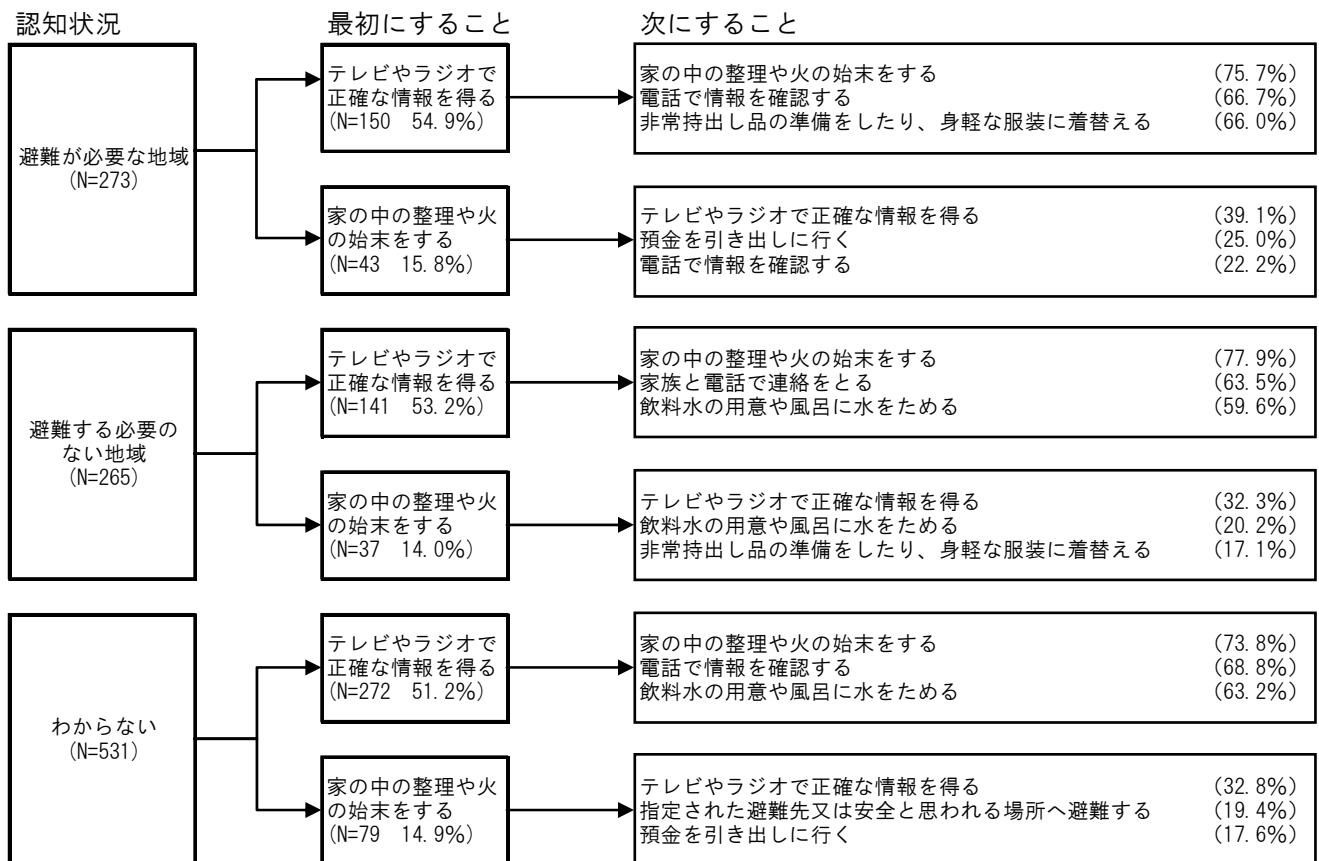 認知状況 最初にすること 次にすること
避難が必要な地域
(N=273)
テレビやラジオで
正確な情報を得る
(N=150 54.9%)
家の中の整理や火の始末をする (75.7%)
電話で情報を確認する (66.7%)
非常持出し品の準備をしたり、身軽な服装に着替える (66.0%)
家の中の整理や火
の始末をする
(N=43 15.8%)
テレビやラジオで正確な情報を得る (39.1%)
預金を引き出しに行く (25.0%)
電話で情報を確認する (22.2%)
避難する必要の
ない地域
(N=265)
テレビやラジオで
正確な情報を得る
(N=141 53.2%)
家の中の整理や火の始末をする (77.9%)
家族と電話で連絡をとる (63.5%)
飲料水の用意や風呂に水をためる (59.6%)
家の中の整理や火
の始末をする
(N=37 14.0%)
テレビやラジオで正確な情報を得る (32.3%)
飲料水の用意や風呂に水をためる (20.2%)
非常持出し品の準備をしたり、身軽な服装に着替える (17.1%)
わからない
(N=531)
テレビやラジオで
正確な情報を得る
(N=272 51.2%)
家の中の整理や火の始末をする (73.8%)
電話で情報を確認する (68.8%)
飲料水の用意や風呂に水をためる (63.2%)
家の中の整理や火
の始末をする
(N=79 14.9%)
テレビやラジオで正確な情報を得る (32.8%)
指定された避難先又は安全と思われる場所へ避難する (19.4%)
預金を引き出しに行く (17.6%)